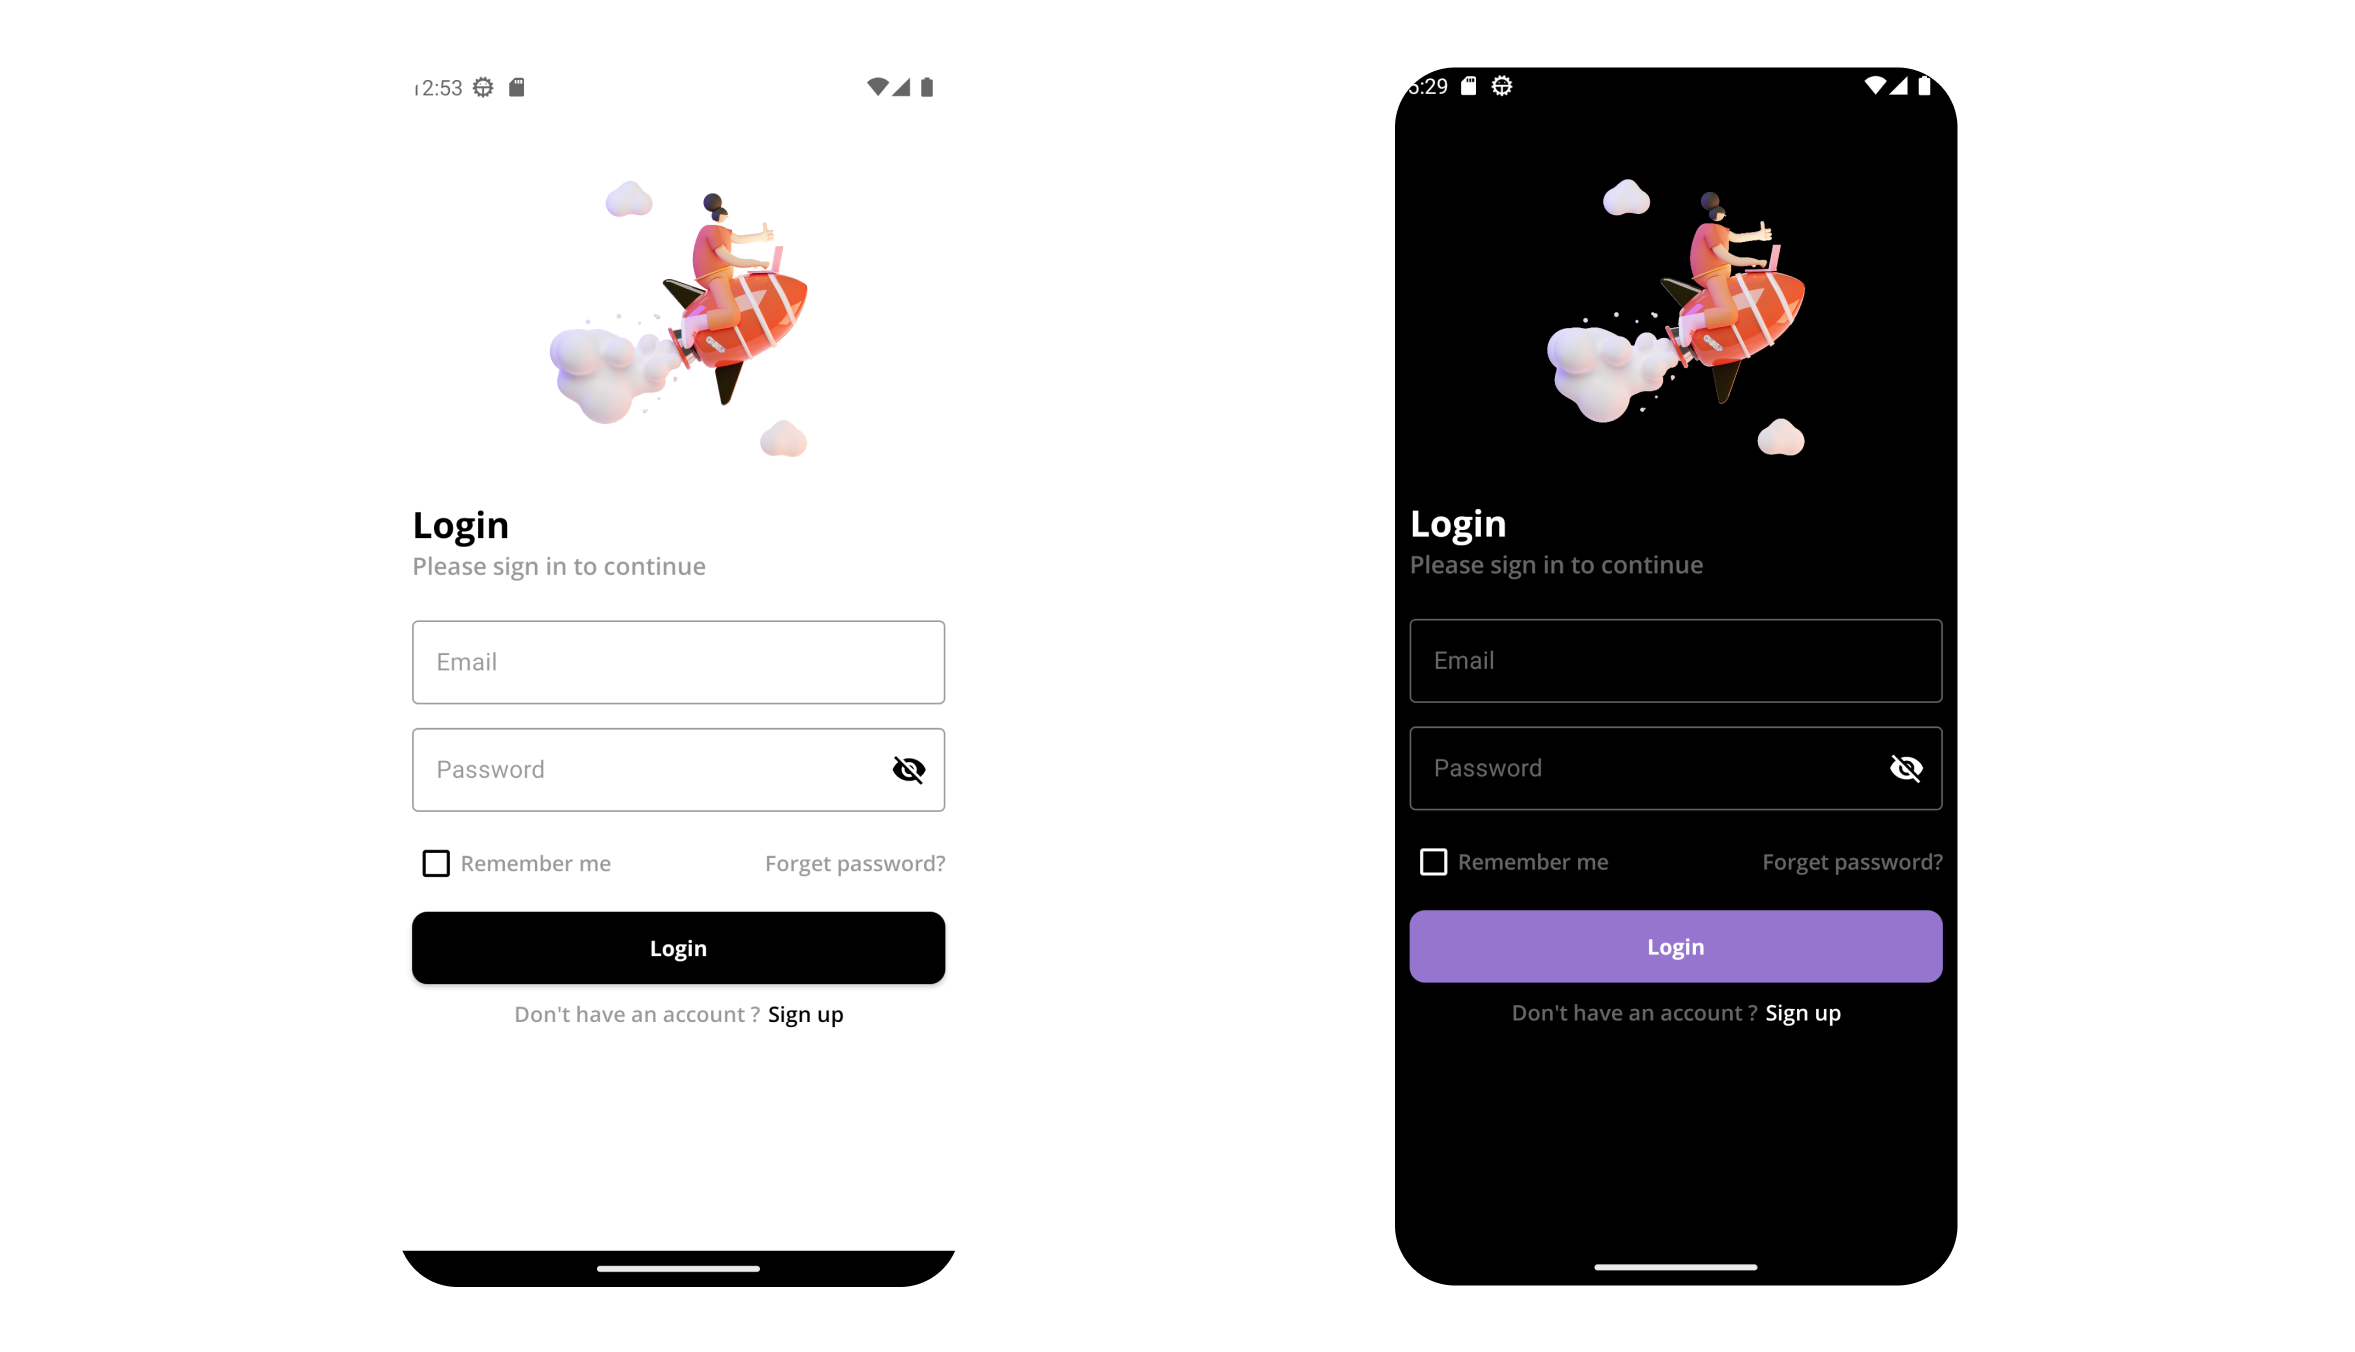 2:53
Login
Please sign in to continue
Email
Password
Remember me
Forget password?
Login
Don't have an account ? Sign up
:29
Login
Please sign in to continue
Email
Password
Remember me
Forget password?
Login
Don't have an account ? Sign up